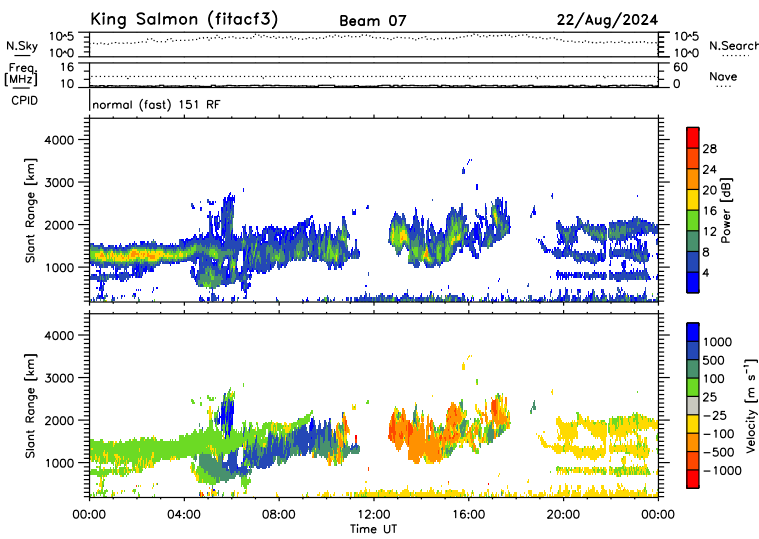 King Salmon (fitacf3) Beam 07 22/Aug/2024
N.Sky 10^5 10^0 10^5 10^0 N.Search
Freq. [MHz] 16 10 60 0 Nave
CPID normal (fast) 151 RF
Slant Range [km] 4000 3000 2000 1000
Power [dB] 28 24 20 16 12 8 4
Slant Range [km] 4000 3000 2000 1000
Velocity [m s⁻¹] 1000 500 100 25 −25 −100 −500 −1000
00:00 04:00 08:00 12:00 16:00 20:00 00:00
Time UT